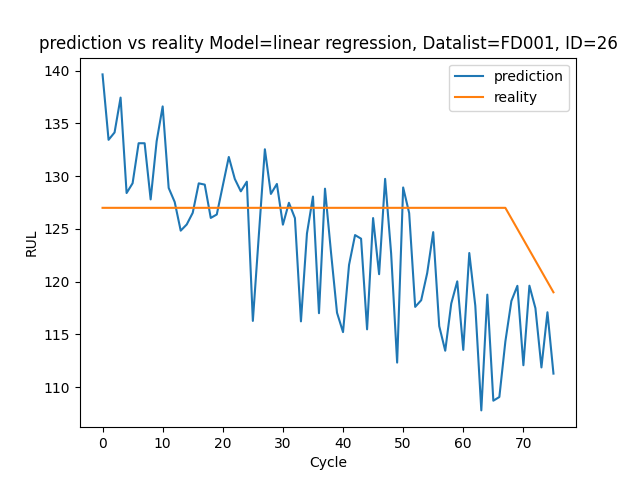 prediction vs reality Model=linear regression, Datalist=FD001, ID=26
prediction
reality
140
135
130
125
120
115
110
RUL
0 10 20 30 40 50 60 70
Cycle